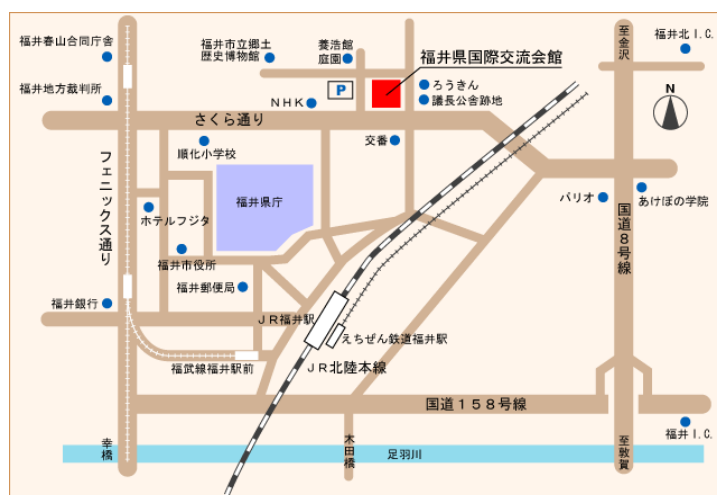 福井春山合同庁舎
福井市立郷土
歴史博物館
養浩館
庭園
福井県国際交流会館
至金沢
福井北I.C.
福井地方裁判所
P
ろうきん
議長公舎跡地
N
NHK
さくら通り
交番
順化小学校
フェニックス通り
福井県庁
ホテルフジタ
パリオ
あけぼの学院
国道8号線
福井市役所
福井郵便局
福井銀行
JR福井駅
えちぜん鉄道福井駅
福武線福井駅前
JR北陸本線
国道158号線
福井I.C.
幸橋
木田橋
足羽川
至敦賀